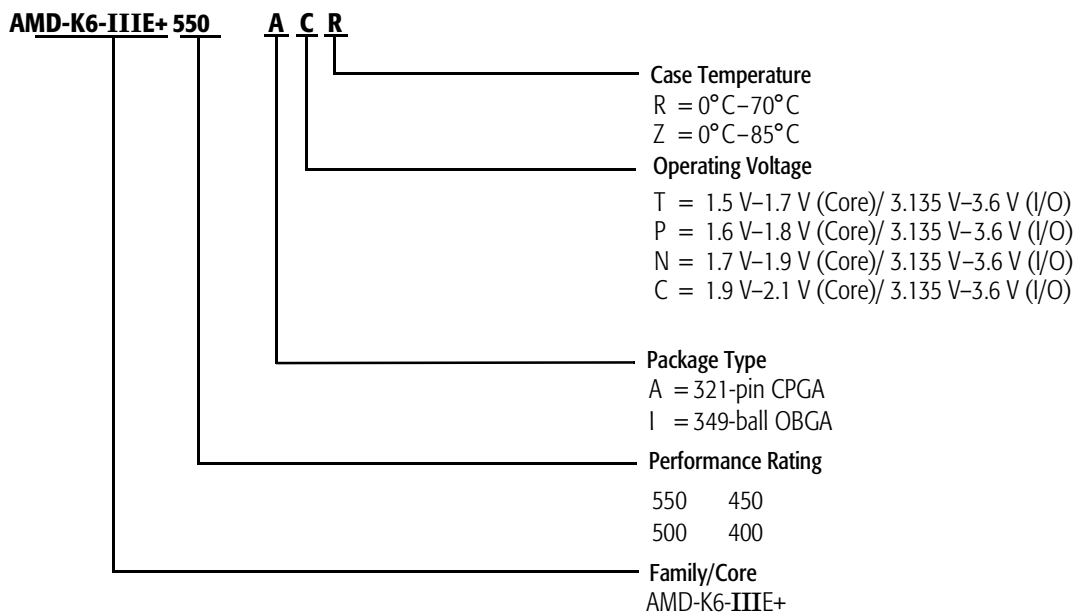 AMD-K6-IIIE+ 550 A C R
Case Temperature
R = 0°C–70°C
Z = 0°C–85°C
Operating Voltage
T = 1.5 V–1.7 V (Core)/ 3.135 V–3.6 V (I/O)
P = 1.6 V–1.8 V (Core)/ 3.135 V–3.6 V (I/O)
N = 1.7 V–1.9 V (Core)/ 3.135 V–3.6 V (I/O)
C = 1.9 V–2.1 V (Core)/ 3.135 V–3.6 V (I/O)
Package Type
A = 321-pin CPGA
I = 349-ball OBGA
Performance Rating
550 450
500 400
Family/Core
AMD-K6-IIIE+